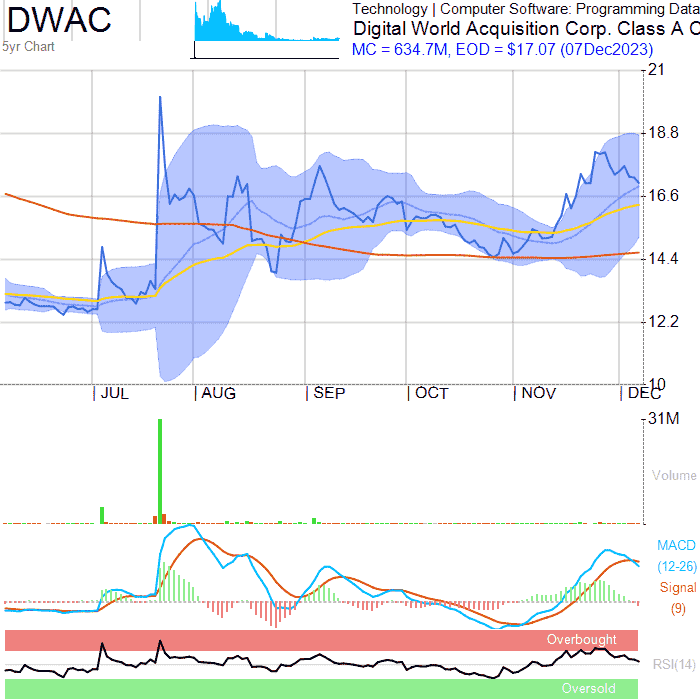 DWAC
5yr Chart
Technology | Computer Software: Programming Data
Digital World Acquisition Corp. Class A C
MC = 634.7M, EOD = $17.07 (07Dec2023)
21
18.8
16.6
14.4
12.2
10
JUL AUG SEP OCT NOV DEC
31M
Volume
MACD
(12-26)
Signal
(9)
Overbought
RSI(14)
Oversold